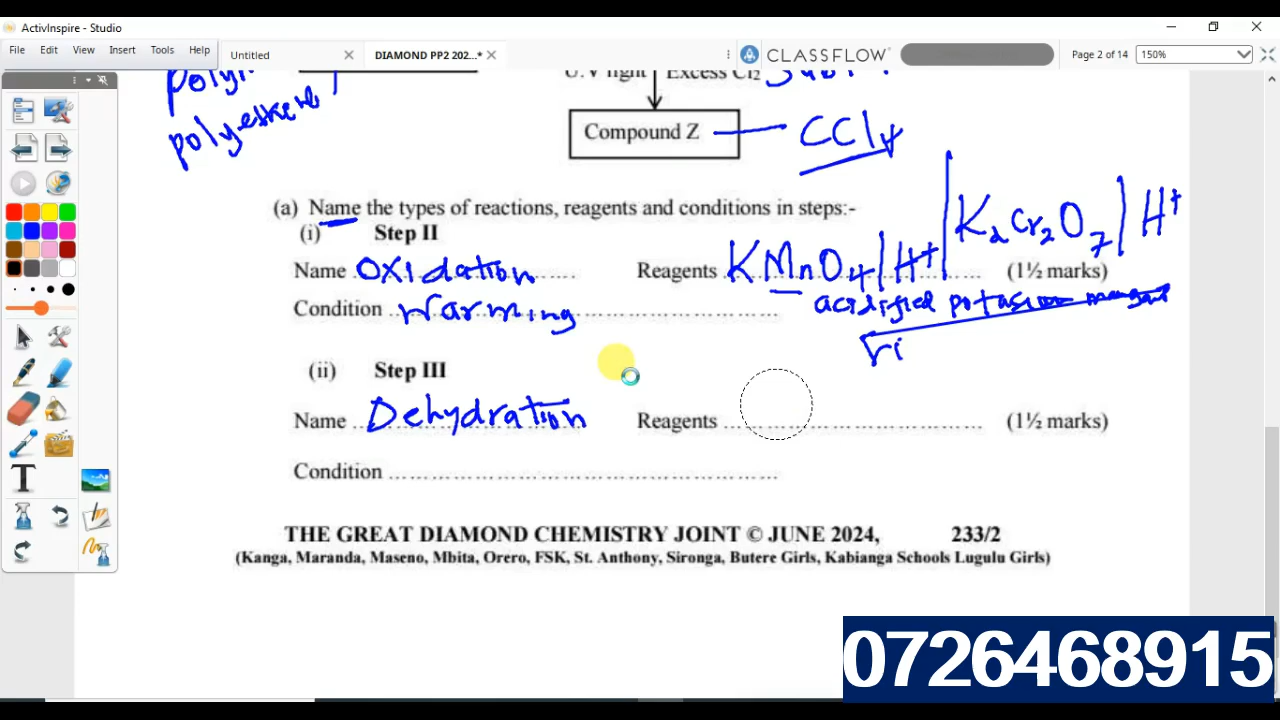 ActivInspire - Studio
File Edit View Insert Tools Help
Untitled
DIAMOND PP2 202...*
CLASSFLOW
Page 2 of 14
150%
polyesters
U.V light Excess Cl2
Compound Z
CCl4
(a) Name the types of reactions, reagents and conditions in steps:-
(i) Step II
K2Cr2O7/H+
Name Oxidation Reagents KMnO4/H+ (1½ marks)
acidified potassium
Condition Warming
(ii) Step III
Name Dehydration Reagents (1½ marks)
Condition
THE GREAT DIAMOND CHEMISTRY JOINT © JUNE 2024, 233/2
(Kanga, Maranda, Maseno, Mbita, Orero, FSK, St. Anthony, Sironga, Butere Girls, Kabianga Schools Lugulu Girls)
0726468915